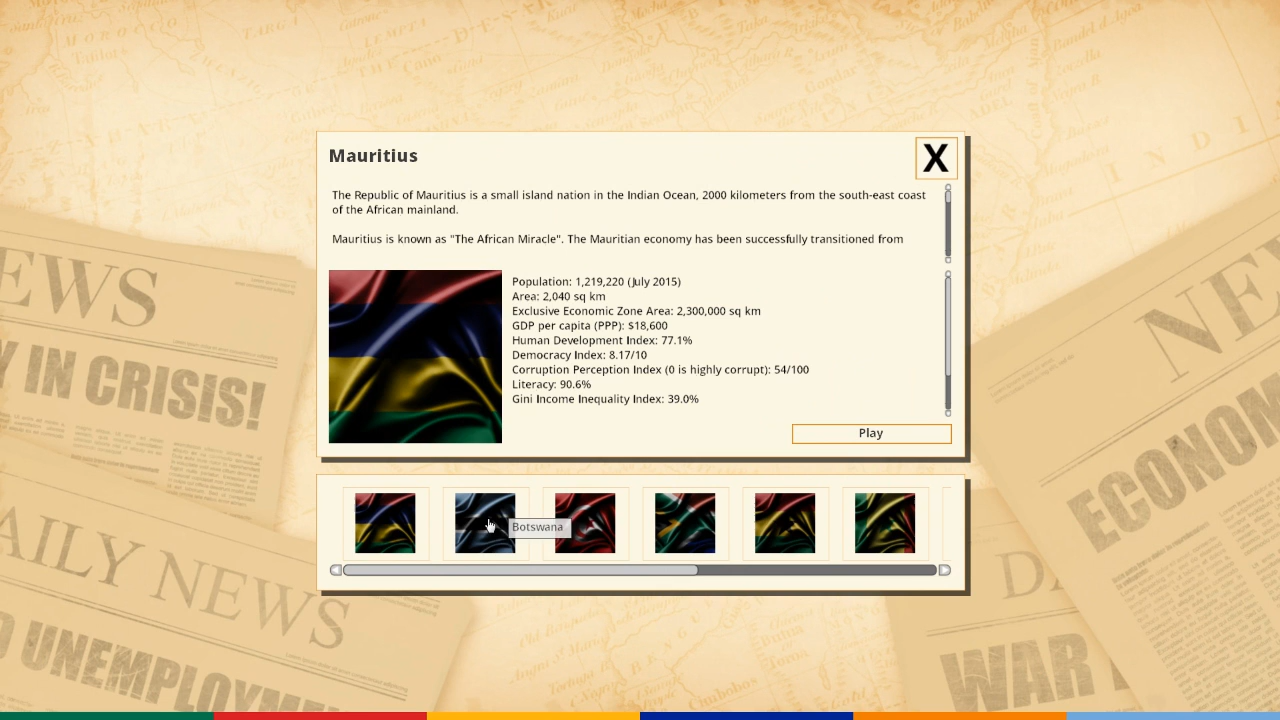 Mauritius
X
The Republic of Mauritius is a small island nation in the Indian Ocean, 2000 kilometers from the south-east coast
of the African mainland.
Mauritius is known as "The African Miracle". The Mauritian economy has been successfully transitioned from
Population: 1,219,220 (July 2015)
Area: 2,040 sq km
Exclusive Economic Zone Area: 2,300,000 sq km
GDP per capita (PPP): $18,600
Human Development Index: 77.1%
Democracy Index: 8.17/10
Corruption Perception Index (0 is highly corrupt): 54/100
Literacy: 90.6%
Gini Income Inequality Index: 39.0%
Play
Botswana
EWS
Y IN CRISIS!
AILY NEWS
UNEMPLOYM
NE
ECONOM
DA
WAR